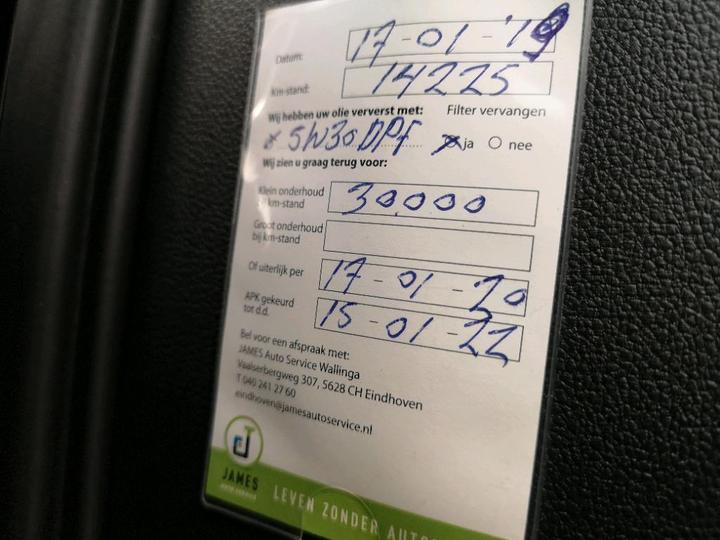 Datum: 17-01-'19
Km-stand: 14225
Wij hebben uw olie ververst met: Filter vervangen
5W30 DPF ja nee
Wij zien u graag terug voor:
Klein onderhoud
bij km-stand 30.000
Groot onderhoud
bij km-stand
Of uiterlijk per 17-01-20
APK gekeurd
tot d.d. 15-01-22
Bel voor een afspraak met:
JAMES Auto Service Wallinga
Vaalserbergweg 307, 5628 CH Eindhoven
T 040 241 27 60
eindhoven@jamesautoservice.nl
JAMES
AUTO SERVICE
LEVEN ZONDER AUTO